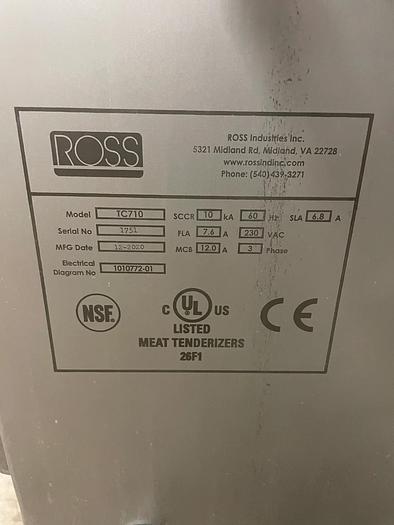 ROSS
ROSS Industries Inc.
5321 Midland Rd, Midland, VA 22728
www.rossindinc.com
Phone: (540)439-3271
Model TC710 SCCR 10 kA 60 Hz SLA 6.8 A
Serial No 1751 FLA 7.6 A 230 VAC
MFG Date 12-2020 MCB 12.0 A 3 Phase
Electrical
Diagram No 1010772-01
NSF. C UL US CE
LISTED
MEAT TENDERIZERS
26F1